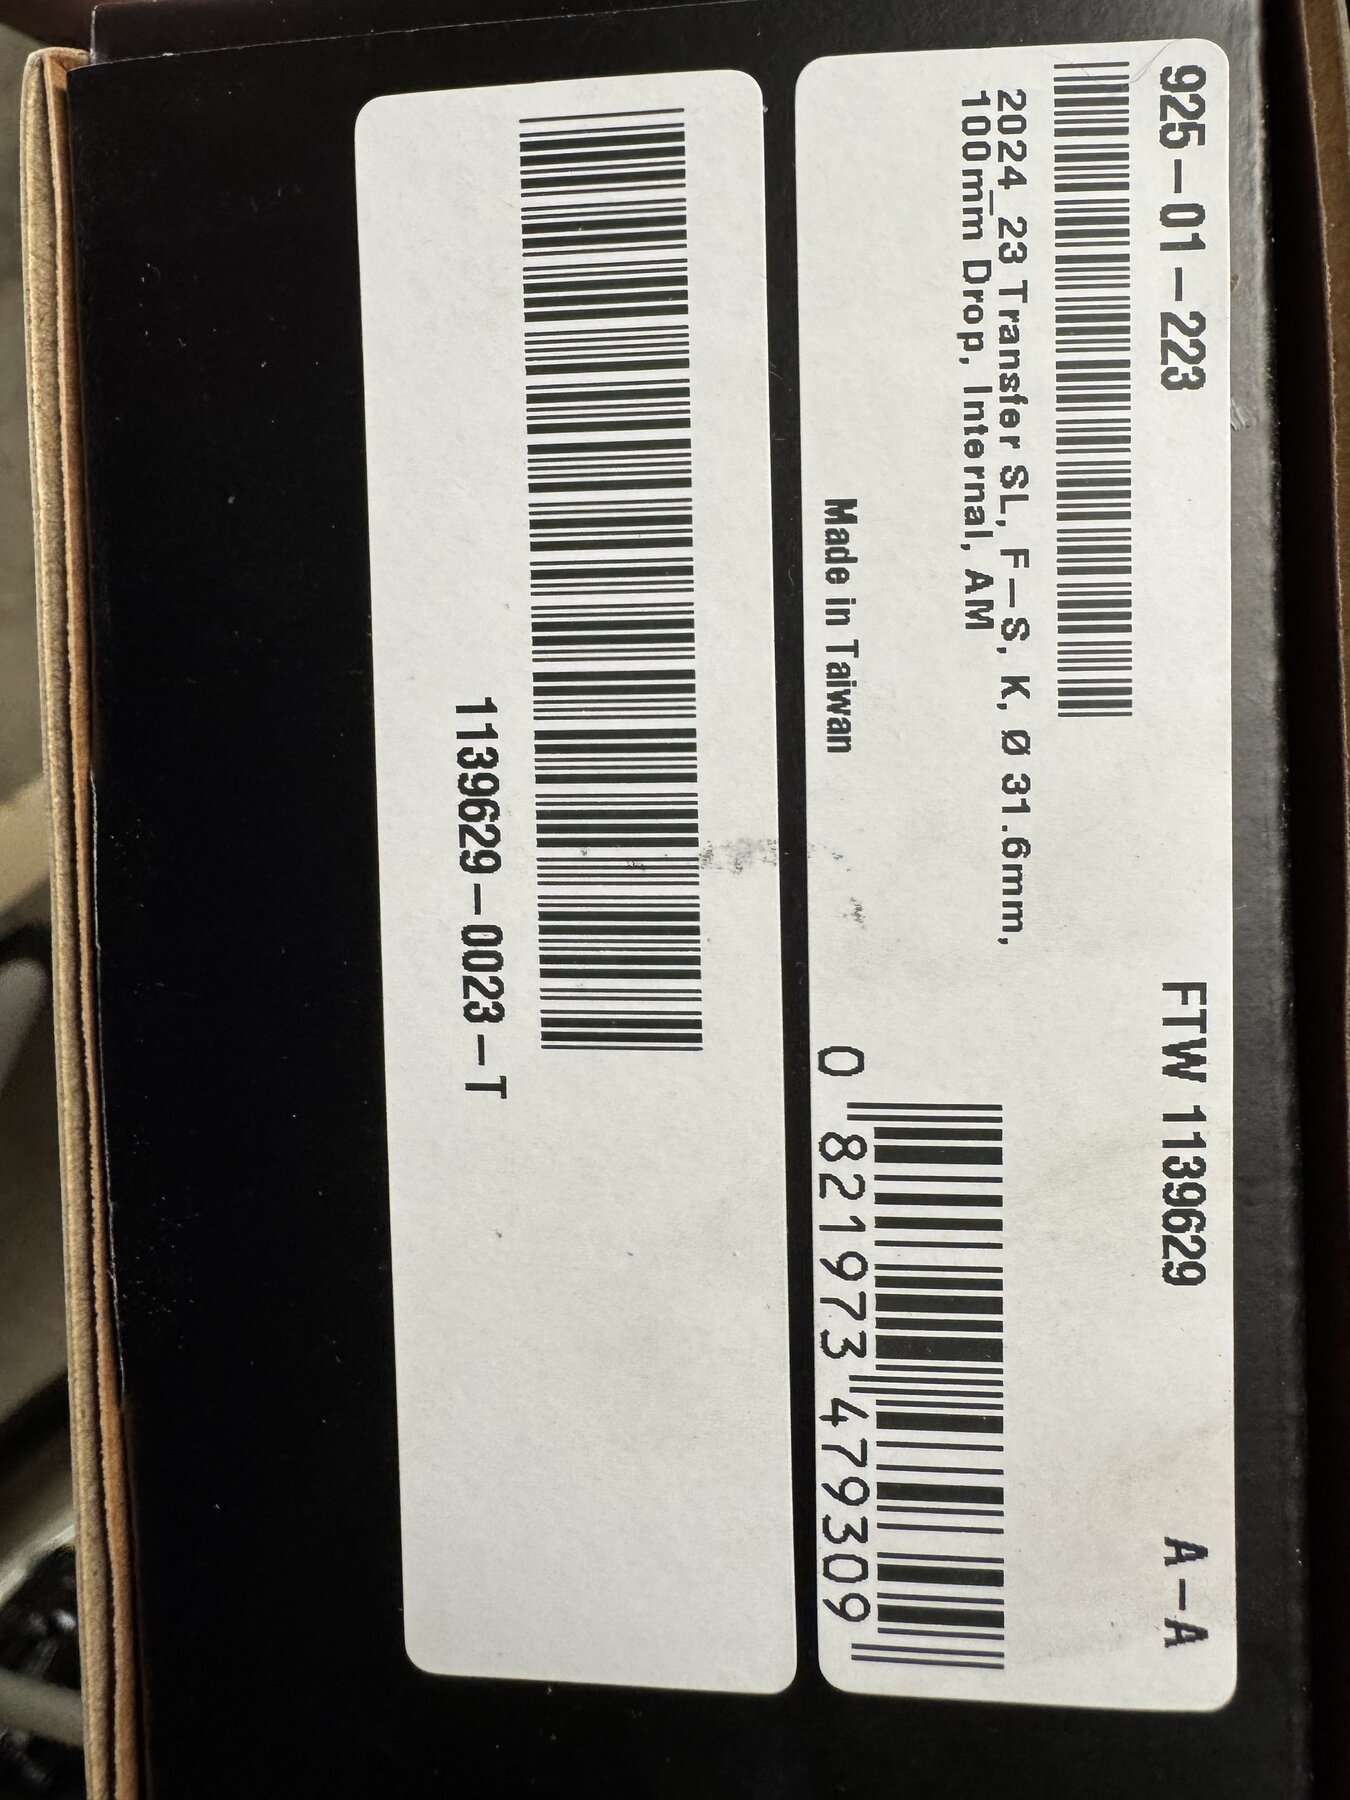 925-01-223 FTW 1139629 A-A
2024_23 Transfer SL, F-S, K, Ø 31.6mm,
100mm Drop, Internal, AM
Made in Taiwan
0 821973 479309
1139629-0023-T